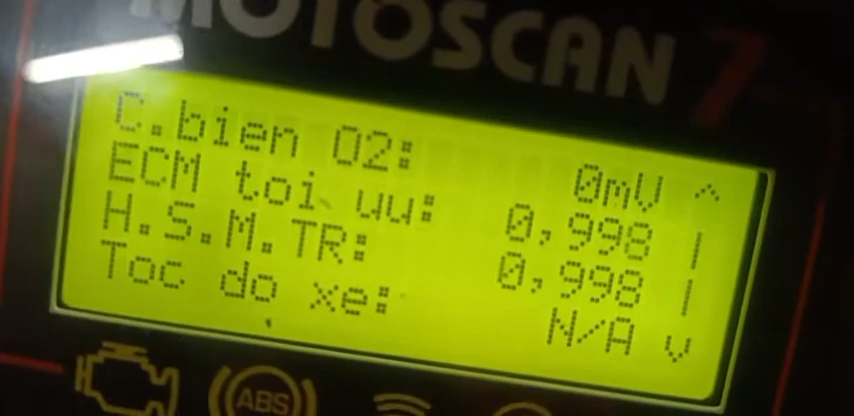 MOTOSCAN 7
C.bien O2: 0mV ^
ECM toi uu: 0,998 |
H.S.M.TR: 0,998 |
Toc do xe: N/A v
ABS